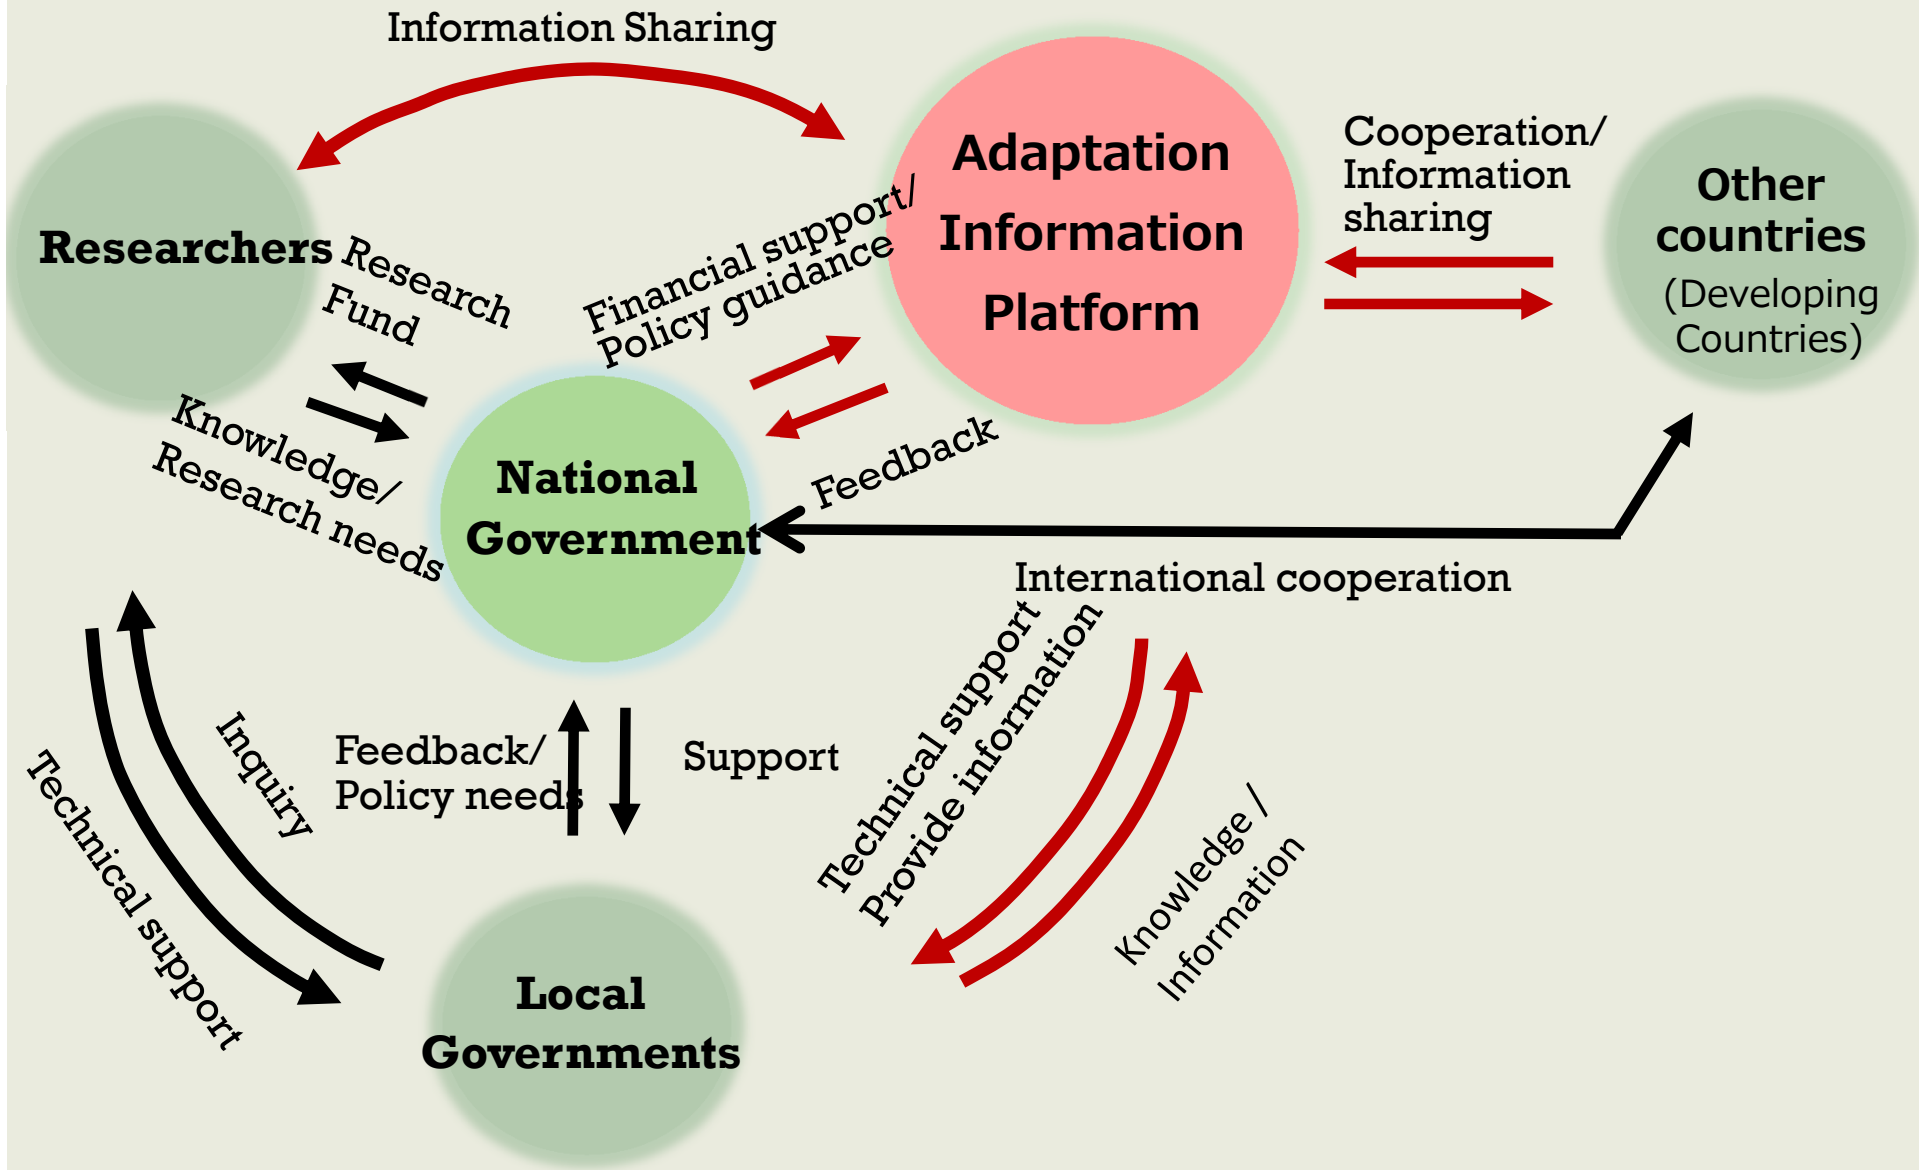 Information Sharing
Adaptation
Information
Platform
Cooperation/
Information
sharing
Other
countries
(Developing
Countries)
Researchers
Research
Fund
Financial support/
Policy guidance
Knowledge/
Research needs
National
Government
Feedback
International cooperation
Technical support
Provide information
Knowledge /
Information
Inquiry
Technical support
Feedback/
Policy needs
Support
Local
Governments